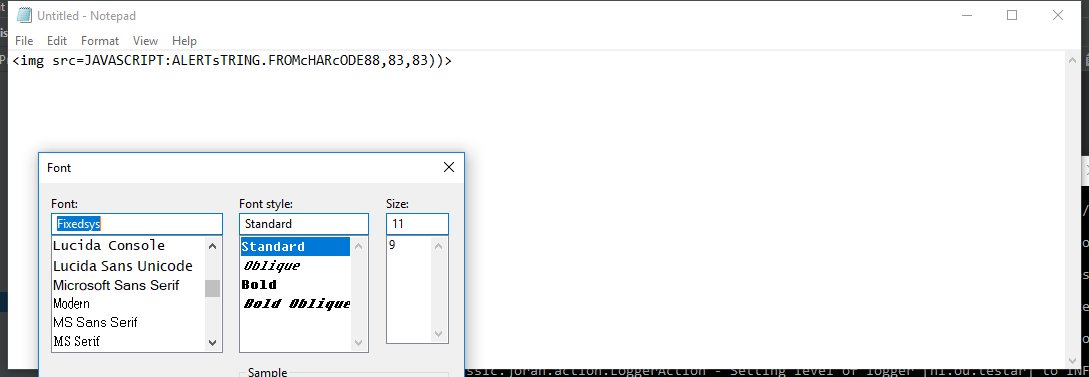 Untitled - Notepad
File Edit Format View Help
<img src=JAVASCRIPT:ALERTsTRING.FROMcHARcODE88,83,83))>
Font
Font: Font style: Size:
Fixedsys Standard 11
Lucida Console Standard 9
Lucida Sans Unicode Oblique
Microsoft Sans Serif Bold
Modern Bold Oblique
MS Sans Serif
MS Serif
Sample
ssic.joran.action.LoggerAction - Setting level of logger [nl.ou.testar] to INF